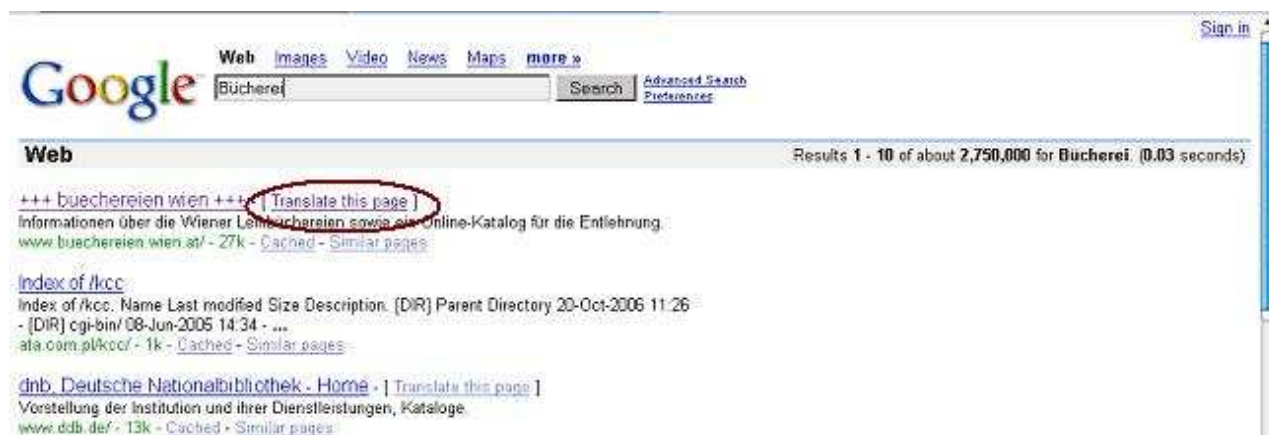 Sign in
Web Images Video News Maps more »
Google Bücherei Search Advanced Search
Preferences
Web Results 1 - 10 of about 2,750,000 for Bücherei. (0.03 seconds)
+++ buechereien wien +++ - [ Translate this page ]
Informationen über die Wiener Leihbüchereien sowie ein Online-Katalog für die Entlehnung.
www.buechereien.wien.at/ - 27k - Cached - Similar pages
Index of /kcc
Index of /kcc. Name Last modified Size Description. [DIR] Parent Directory 20-Oct-2006 11:26
- [DIR] cgi-bin/ 08-Jun-2005 14:34 - ...
ata.com.pl/kcc/ - 1k - Cached - Similar pages
dnb, Deutsche Nationalbibliothek - Home - [ Translate this page ]
Vorstellung der Institution und ihrer Dienstleistungen, Kataloge.
www.ddb.de/ - 13k - Cached - Similar pages